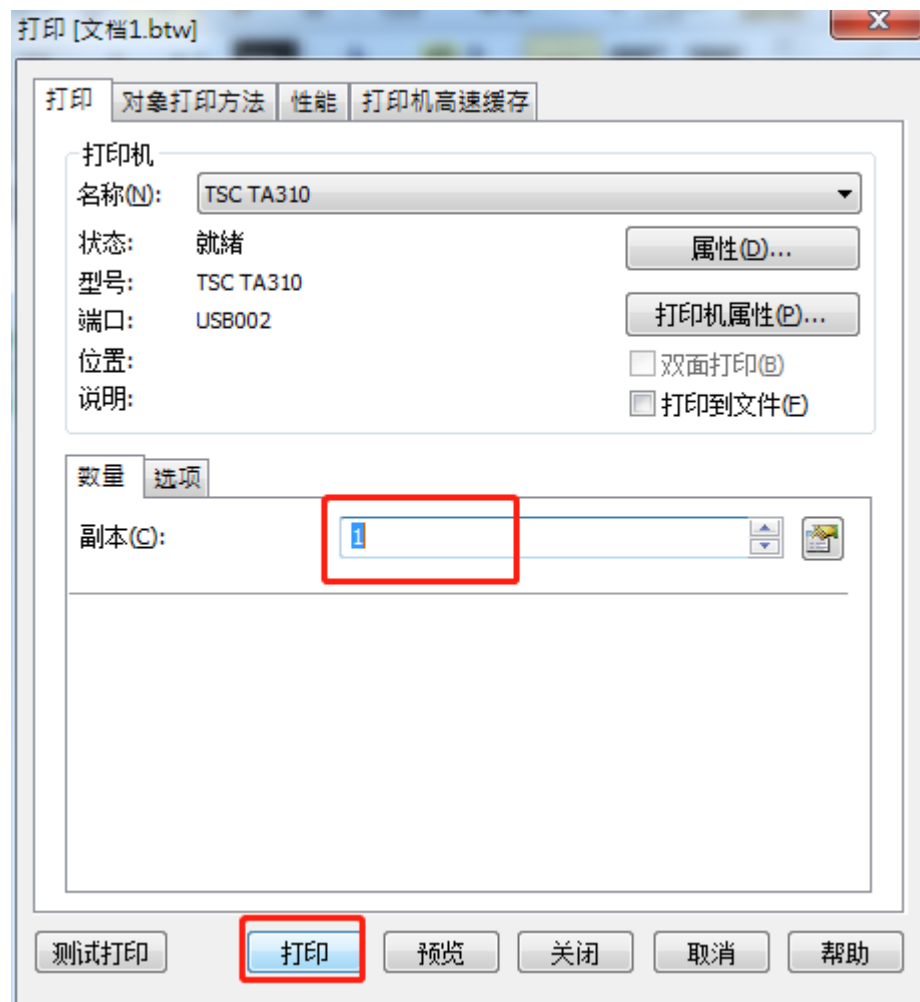 打印 [文档1.btw]
打印 对象打印方法 性能 打印机高速缓存
打印机
名称(N): TSC TA310
状态: 就绪 属性(D)...
型号: TSC TA310
端口: USB002 打印机属性(P)...
位置: 双面打印(B)
说明: 打印到文件(F)
数量 选项
副本(C): 1
测试打印 打印 预览 关闭 取消 帮助